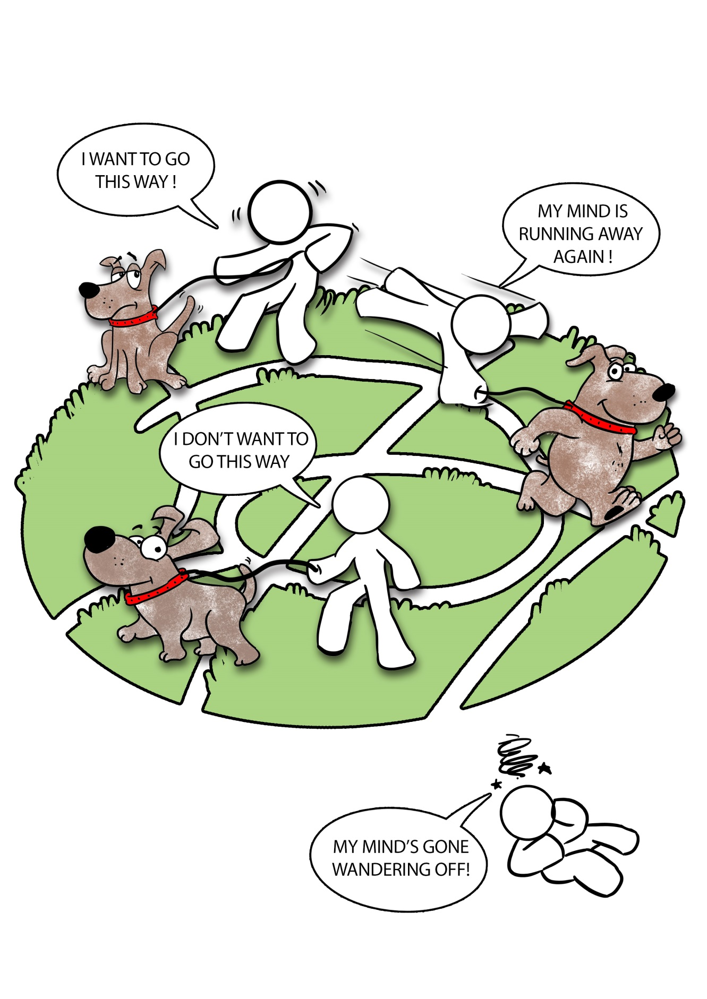 I WANT TO GO
THIS WAY !
MY MIND IS
RUNNING AWAY
AGAIN !
I DON'T WANT TO
GO THIS WAY
MY MIND'S GONE
WANDERING OFF!